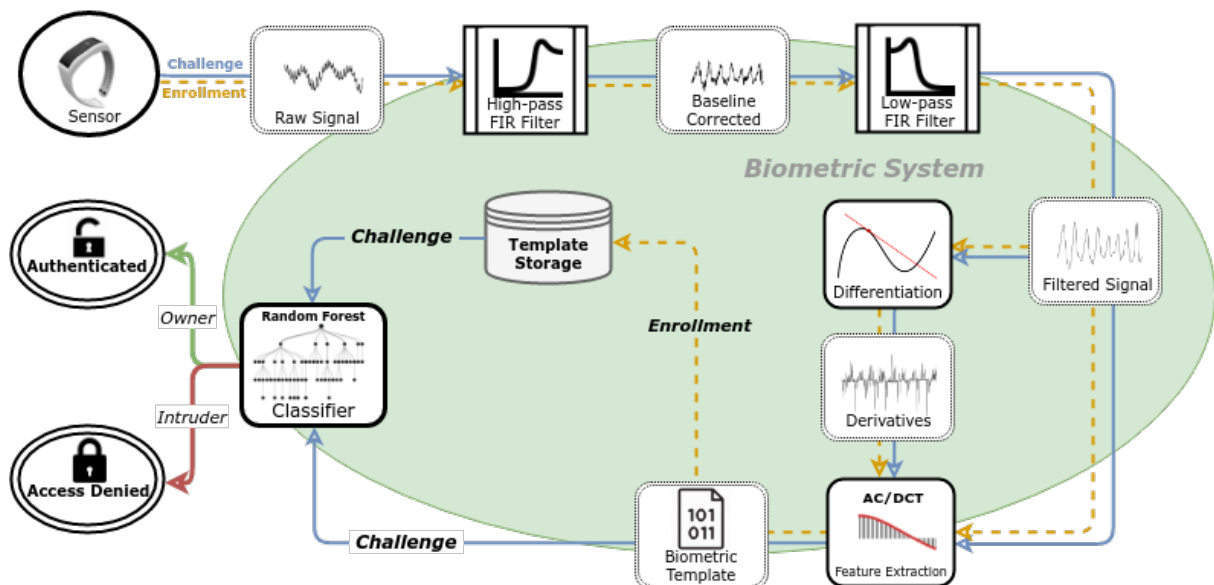 Challenge
Enrollment
Sensor
Raw Signal
High-pass
FIR Filter
Baseline
Corrected
Low-pass
FIR Filter
Biometric System
Authenticated
Challenge
Template
Storage
Differentiation
Filtered Signal
Owner
Random Forest
Enrollment
Intruder
Classifier
Derivatives
Access Denied
AC/DCT
101
011
Challenge
Biometric
Template
Feature Extraction